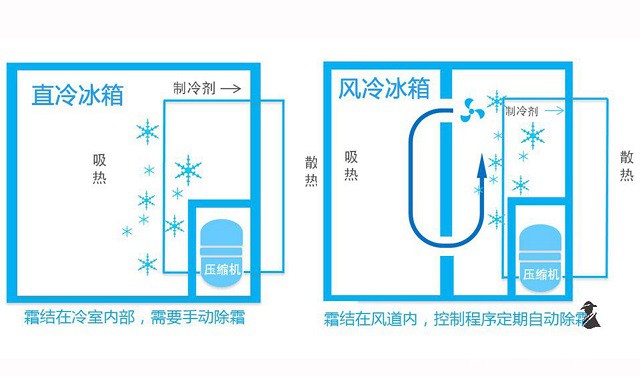 直冷冰箱
制冷剂
吸热
散热
压缩机
霜结在冷室内部，需要手动除霜
风冷冰箱
制冷剂
吸热
散热
压缩机
霜结在风道内，控制程序定期自动除霜